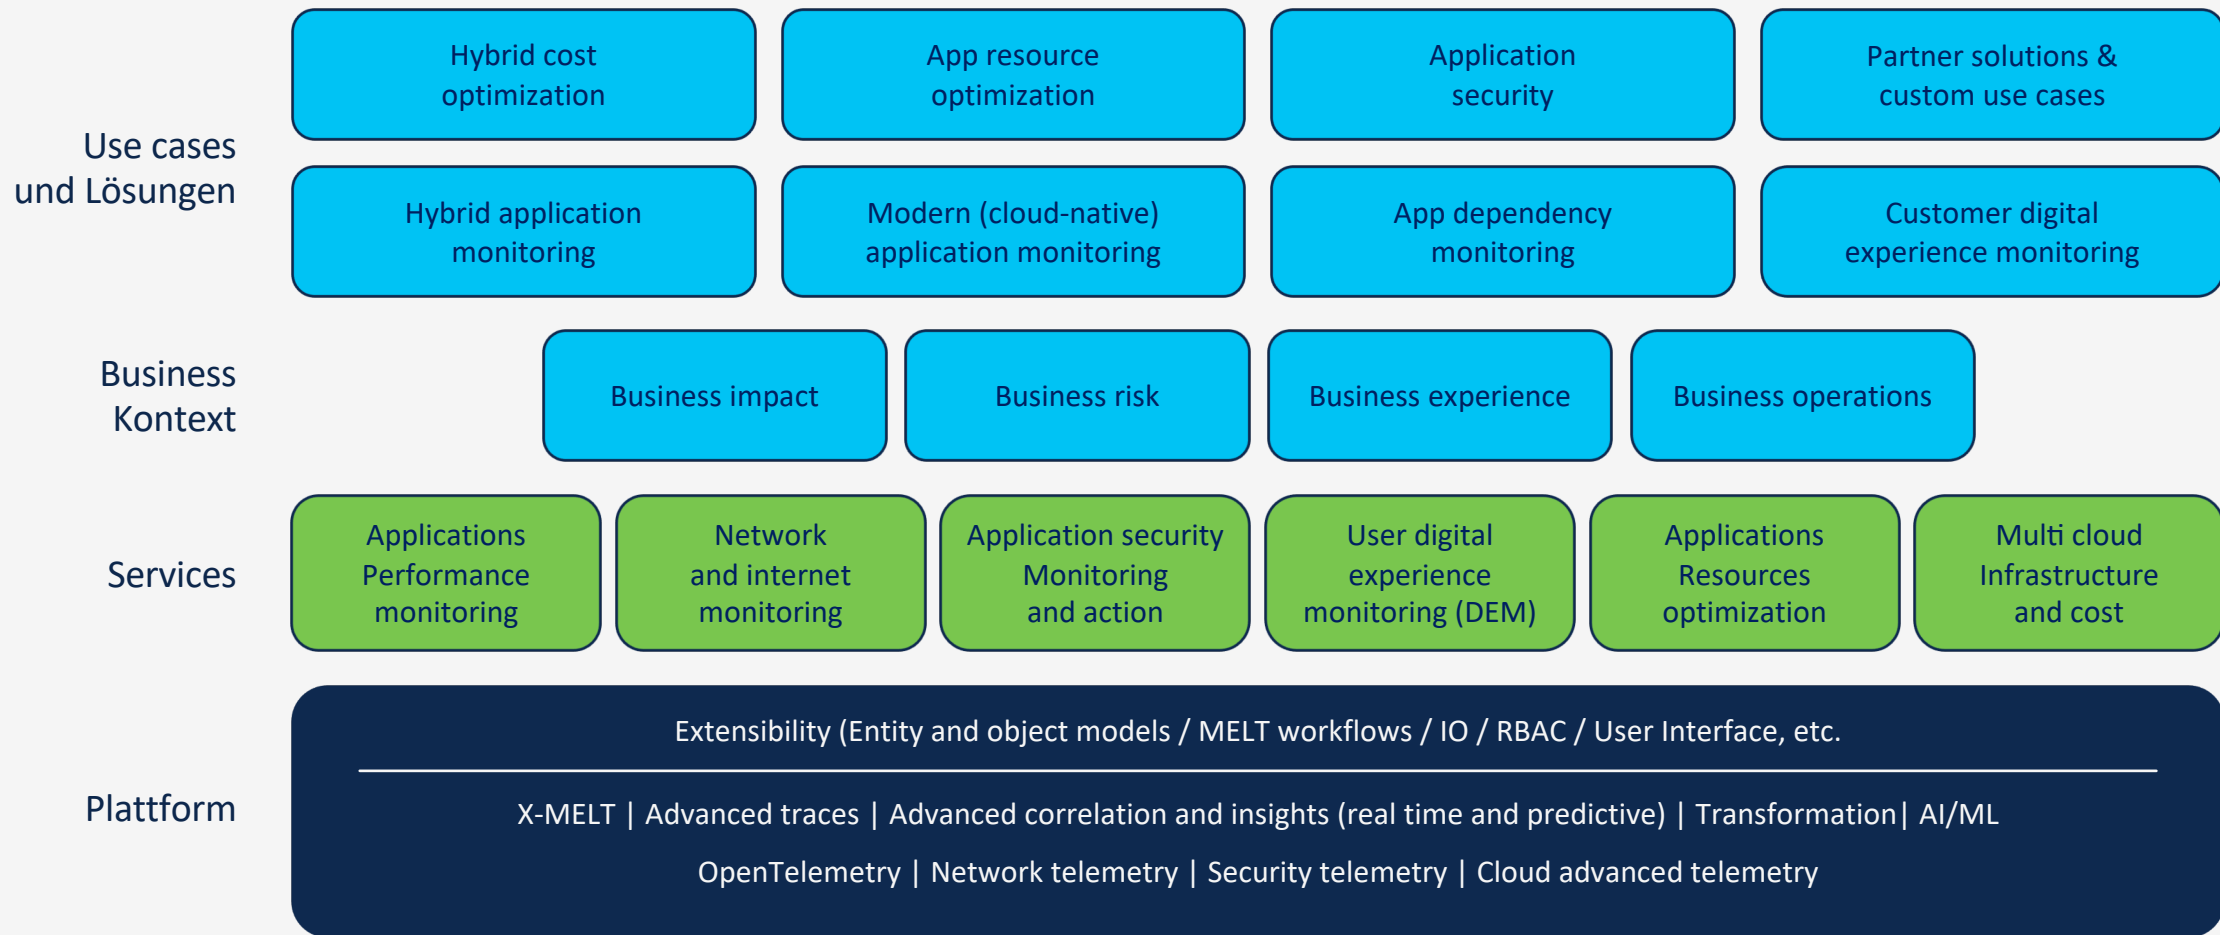 Use cases
und Lösungen
Hybrid cost
optimization
App resource
optimization
Application
security
Partner solutions &
custom use cases
Hybrid application
monitoring
Modern (cloud-native)
application monitoring
App dependency
monitoring
Customer digital
experience monitoring
Business
Kontext
Business impact
Business risk
Business experience
Business operations
Services
Applications
Performance
monitoring
Network
and internet
monitoring
Application security
Monitoring
and action
User digital
experience
monitoring (DEM)
Applications
Resources
optimization
Multi cloud
Infrastructure
and cost
Plattform
Extensibility (Entity and object models / MELT workflows / IO / RBAC / User Interface, etc.
X-MELT | Advanced traces | Advanced correlation and insights (real time and predictive) | Transformation| AI/ML
OpenTelemetry | Network telemetry | Security telemetry | Cloud advanced telemetry